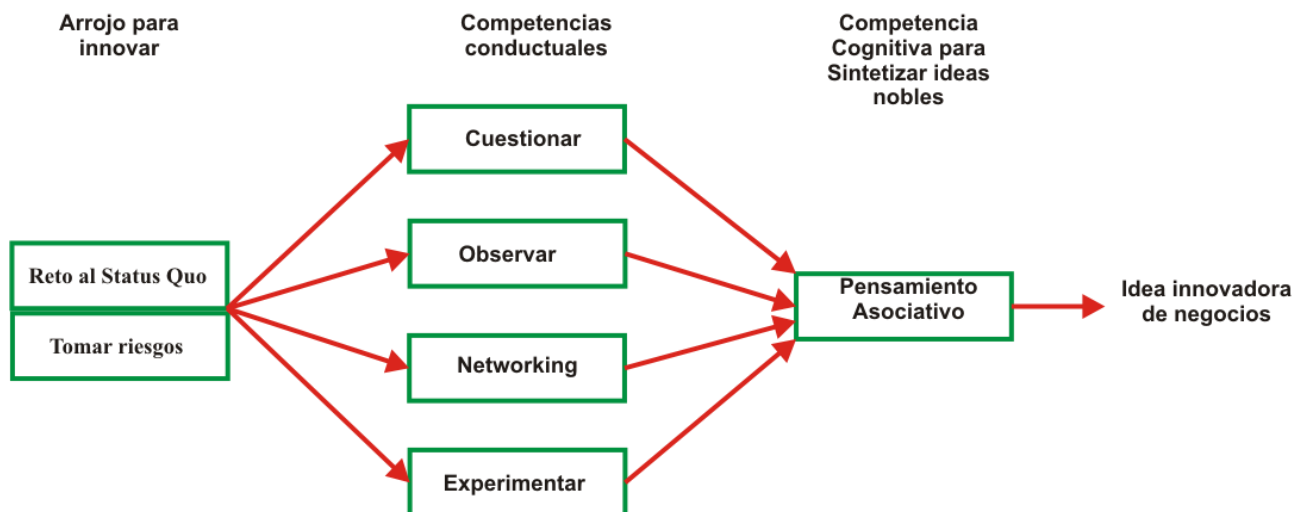 Arrojo para
innovar
Competencias
conductuales
Competencia
Cognitiva para
Sintetizar ideas
nobles
Cuestionar
Reto al Status Quo
Tomar riesgos
Observar
Networking
Experimentar
Pensamiento
Asociativo
Idea innovadora
de negocios